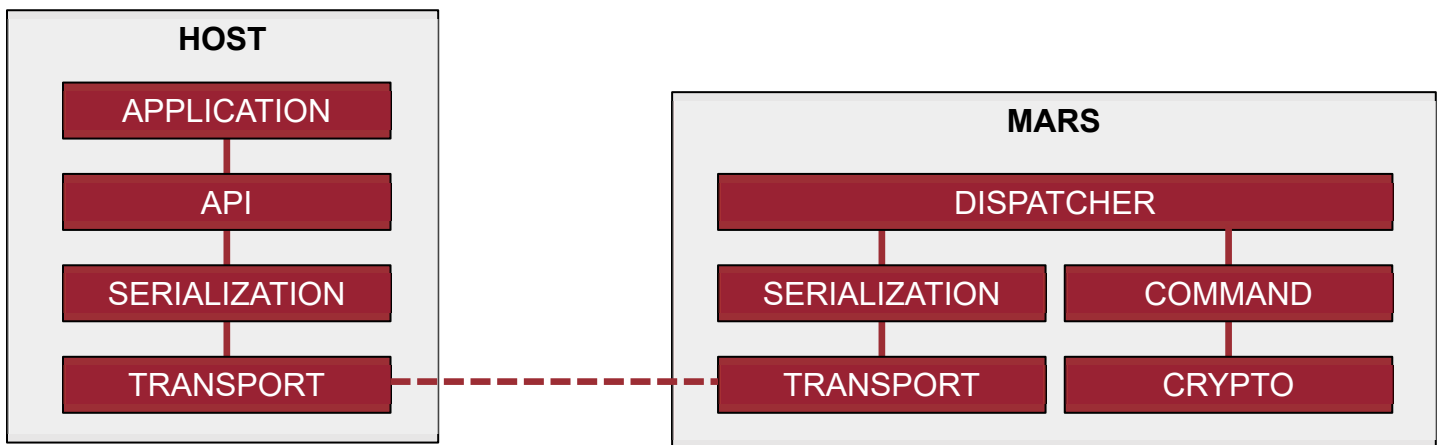 HOST
APPLICATION
API
SERIALIZATION
TRANSPORT
MARS
DISPATCHER
SERIALIZATION
COMMAND
TRANSPORT
CRYPTO